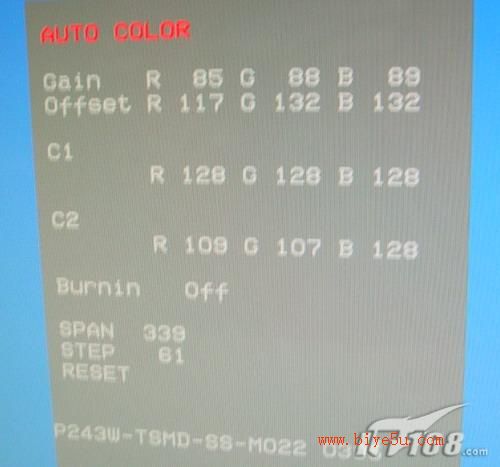 AUTO COLOR
Gain R 85 G 88 B 89
Offset R 117 G 132 B 132
C1
R 128 G 128 B 128
C2
R 109 G 107 B 128
Burnin Off
SPAN 339
STEP 61
RESET
P243W-TSMD-SS-M022
www.biye5u.com
IT168.com